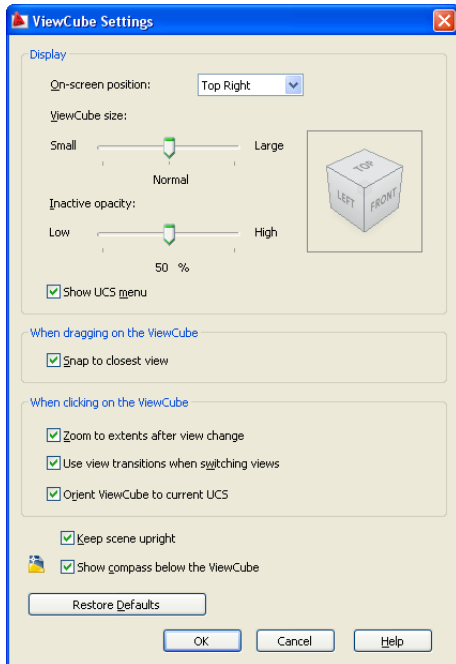 ViewCube Settings
Display
On-screen position: Top Right
ViewCube size:
Small Large
Normal
TOP
LEFT FRONT
Inactive opacity:
Low High
50 %
Show UCS menu
When dragging on the ViewCube
Snap to closest view
When clicking on the ViewCube
Zoom to extents after view change
Use view transitions when switching views
Orient ViewCube to current UCS
Keep scene upright
Show compass below the ViewCube
Restore Defaults
OK Cancel Help